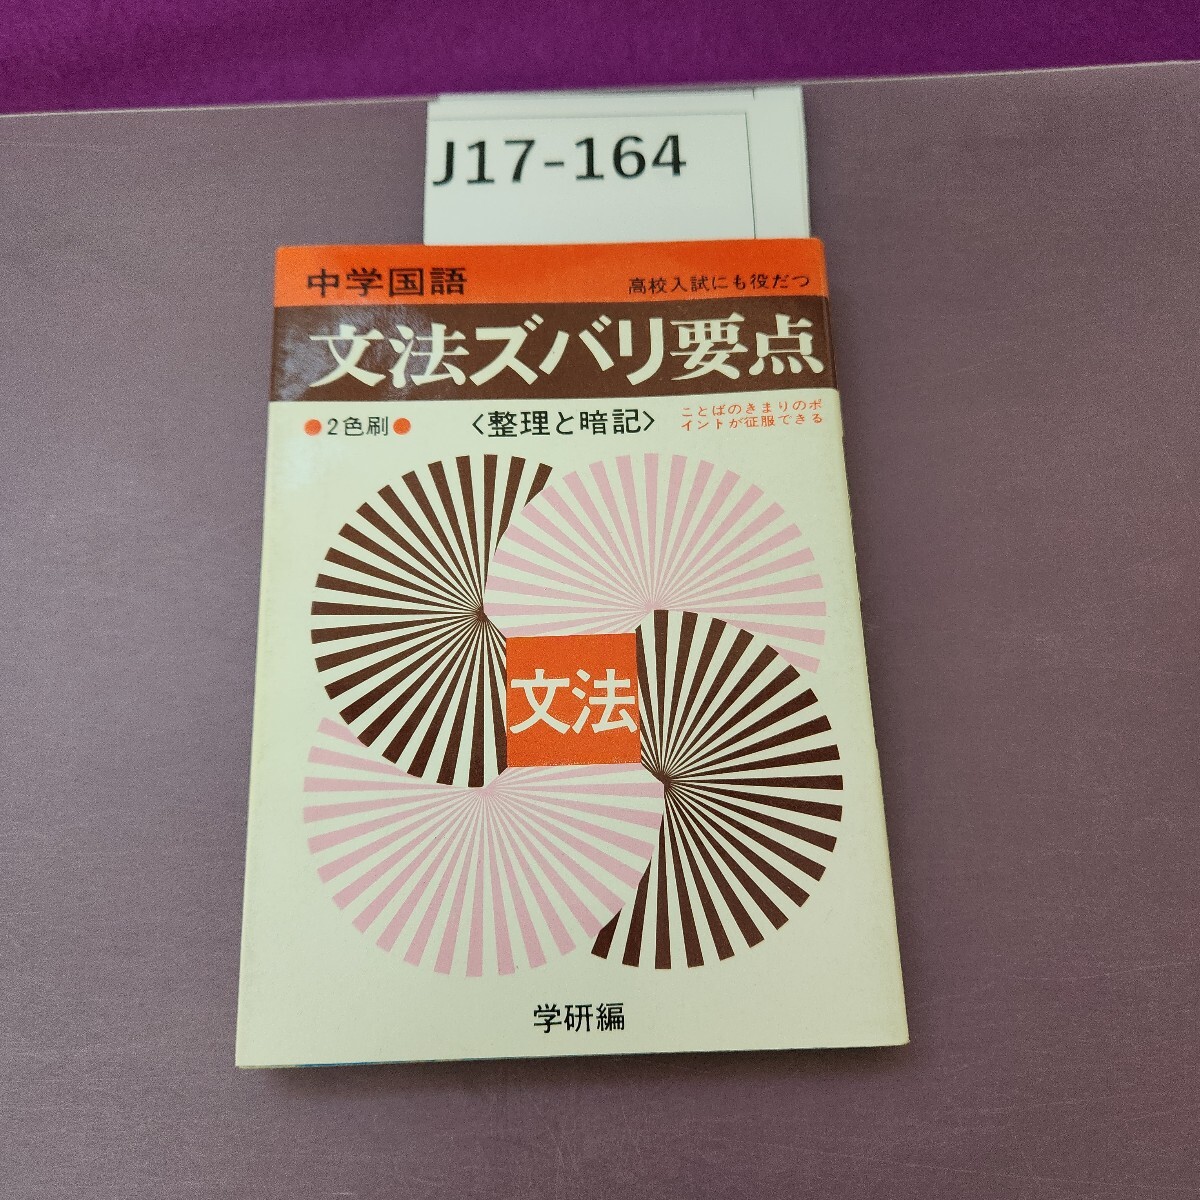 J17-164
中学国語
高校入試にも役だつ
文法ズバリ要点
●2色刷●
〈整理と暗記〉
ことばのきまりのポ
イントが征服できる
文法
学研編